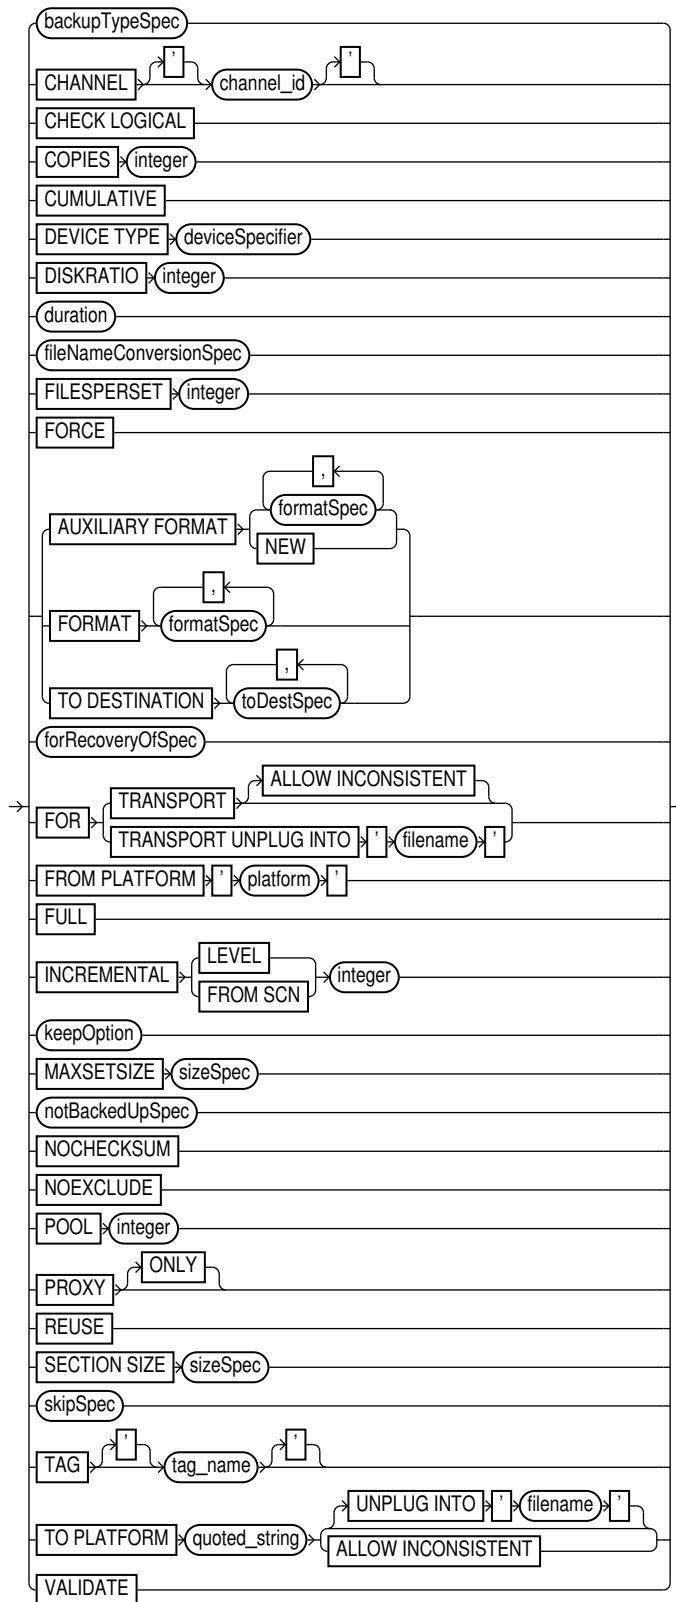 backupTypeSpec
' '
CHANNEL channel_id
CHECK LOGICAL
COPIES integer
CUMULATIVE
DEVICE TYPE deviceSpecifier
DISKRATIO integer
duration
fileNameConversionSpec
FILESPERSET integer
FORCE
,
formatSpec
AUXILIARY FORMAT
NEW
,
FORMAT formatSpec
,
TO DESTINATION toDestSpec
forRecoveryOfSpec
ALLOW INCONSISTENT
TRANSPORT
FOR
TRANSPORT UNPLUG INTO ' filename '
FROM PLATFORM ' platform '
FULL
LEVEL
INCREMENTAL integer
FROM SCN
keepOption
MAXSETSIZE sizeSpec
notBackedUpSpec
NOCHECKSUM
NOEXCLUDE
POOL integer
ONLY
PROXY
REUSE
SECTION SIZE sizeSpec
skipSpec
' '
TAG tag_name
UNPLUG INTO ' filename '
TO PLATFORM quoted_string
ALLOW INCONSISTENT
VALIDATE